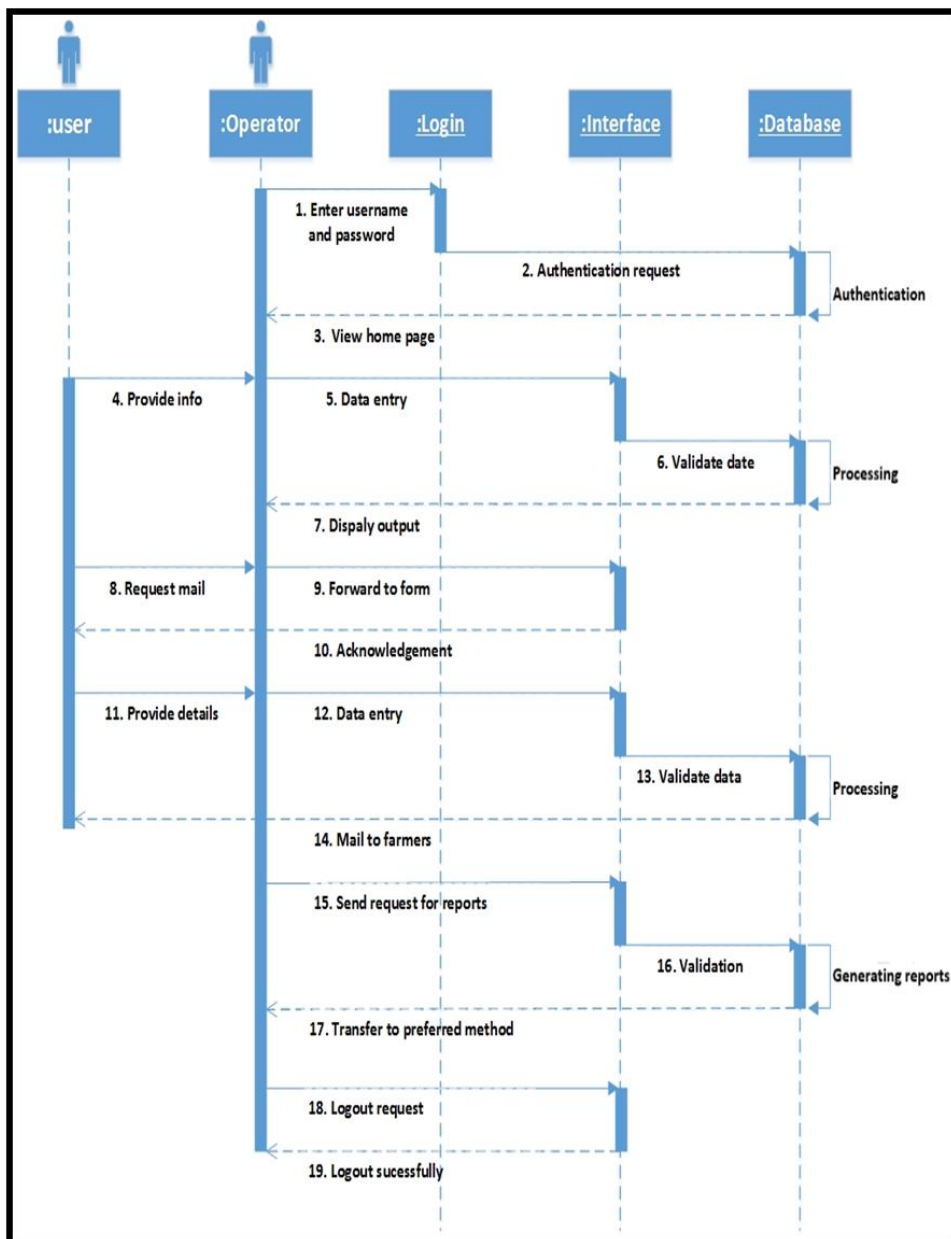 :user
:Operator
:Login
:Interface
:Database
1. Enter username
and password
2. Authentication request
Authentication
3. View home page
4. Provide info
5. Data entry
6. Validate date
Processing
7. Dispaly output
8. Request mail
9. Forward to form
10. Acknowledgement
11. Provide details
12. Data entry
13. Validate data
Processing
14. Mail to farmers
15. Send request for reports
16. Validation
Generating reports
17. Transfer to preferred method
18. Logout request
19. Logout sucessfully